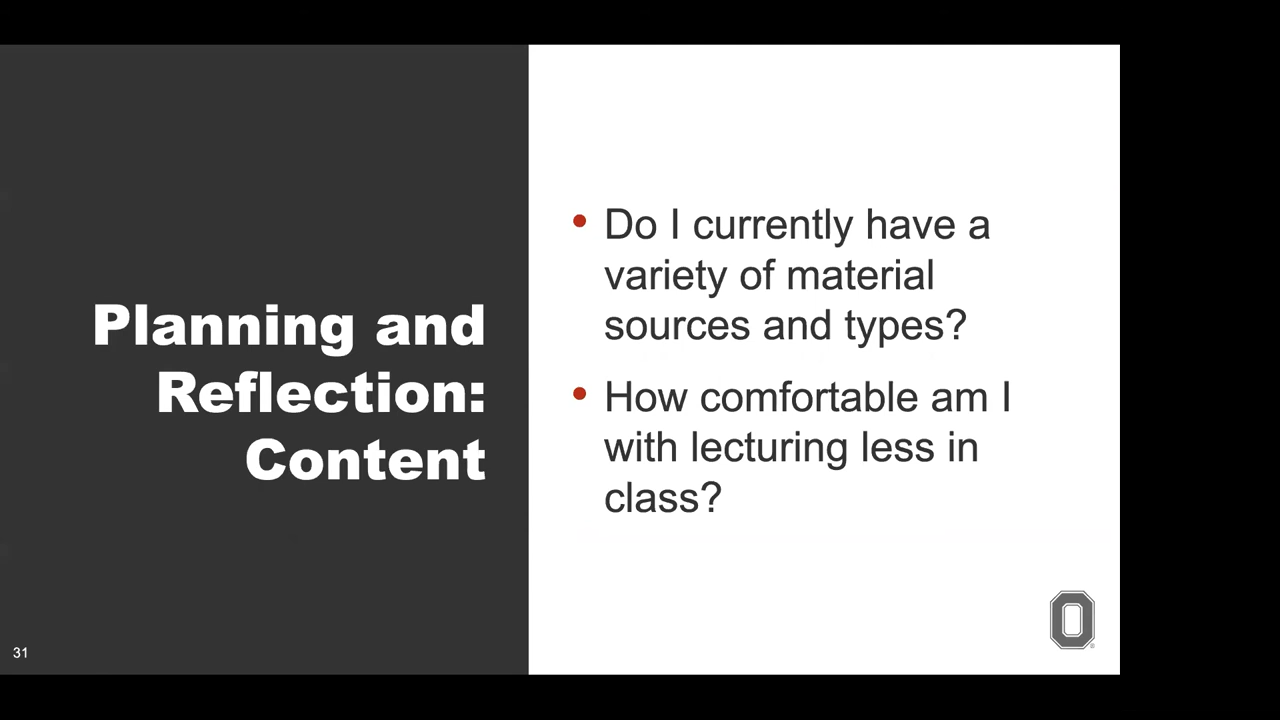 Planning and
Reflection:
Content
• Do I currently have a
variety of material
sources and types?
• How comfortable am I
with lecturing less in
class?
31
O